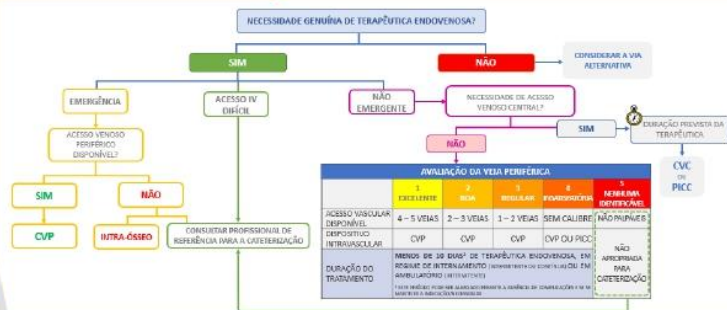 NECESSIDADE GENUÍNA DE TERAPÊUTICA ENDOVENOSA?
SIM
NÃO
CONSIDERAR A VIA
ALTERNATIVA
EMERGÊNCIA
ACESSO IV
DIFÍCIL
NÃO
EMERGENTE
NECESSIDADE DE ACESSO
VENOSO CENTRAL?
ACESSO VENOSO
PERIFÉRICO
DISPONÍVEL?
NÃO
SIM
DURAÇÃO PREVISTA DA
TERAPÊUTICA
CVC
OU
PICC
SIM
NÃO
CVP
INTRA-ÓSSEO
CONSULTAR PROFISSIONAL DE
REFERÊNCIA PARA A CATETERIZAÇÃO
AVALIAÇÃO DA VEIA PERIFÉRICA
1
EXCELENTE
2
BOA
3
REGULAR
4
5
NENHUMA
IDENTIFICÁVEL
ACESSO VASCULAR
DISPONÍVEL
4 – 5 VEIAS
2 – 3 VEIAS
1 – 2 VEIAS
SEM CALIBRE
NÃO PALPÁVEIS
DISPOSITIVO
INTRAVASCULAR
CVP
CVP
CVP
CVP OU PICC
NÃO
APROPRIADA
PARA
CATETERIZAÇÃO
DURAÇÃO DO
TRATAMENTO
MENOS DE 10 DIAS* DE TERAPÊUTICA ENDOVENOSA, EM
REGIME DE INTERNAMENTO OU EM
AMBULATÓRIO